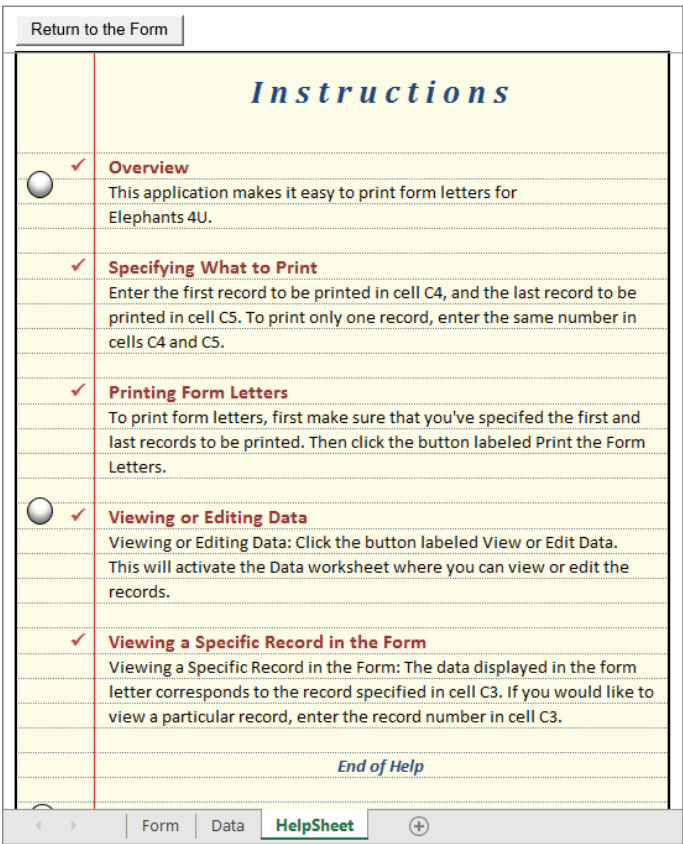 Return to the Form
Instructions
Overview
This application makes it easy to print form letters for
Elephants 4U.
Specifying What to Print
Enter the first record to be printed in cell C4, and the last record to be
printed in cell C5. To print only one record, enter the same number in
cells C4 and C5.
Printing Form Letters
To print form letters, first make sure that you've specifed the first and
last records to be printed. Then click the button labeled Print the Form
Letters.
Viewing or Editing Data
Viewing or Editing Data: Click the button labeled View or Edit Data.
This will activate the Data worksheet where you can view or edit the
records.
Viewing a Specific Record in the Form
Viewing a Specific Record in the Form: The data displayed in the form
letter corresponds to the record specified in cell C3. If you would like to
view a particular record, enter the record number in cell C3.
End of Help
Form Data HelpSheet